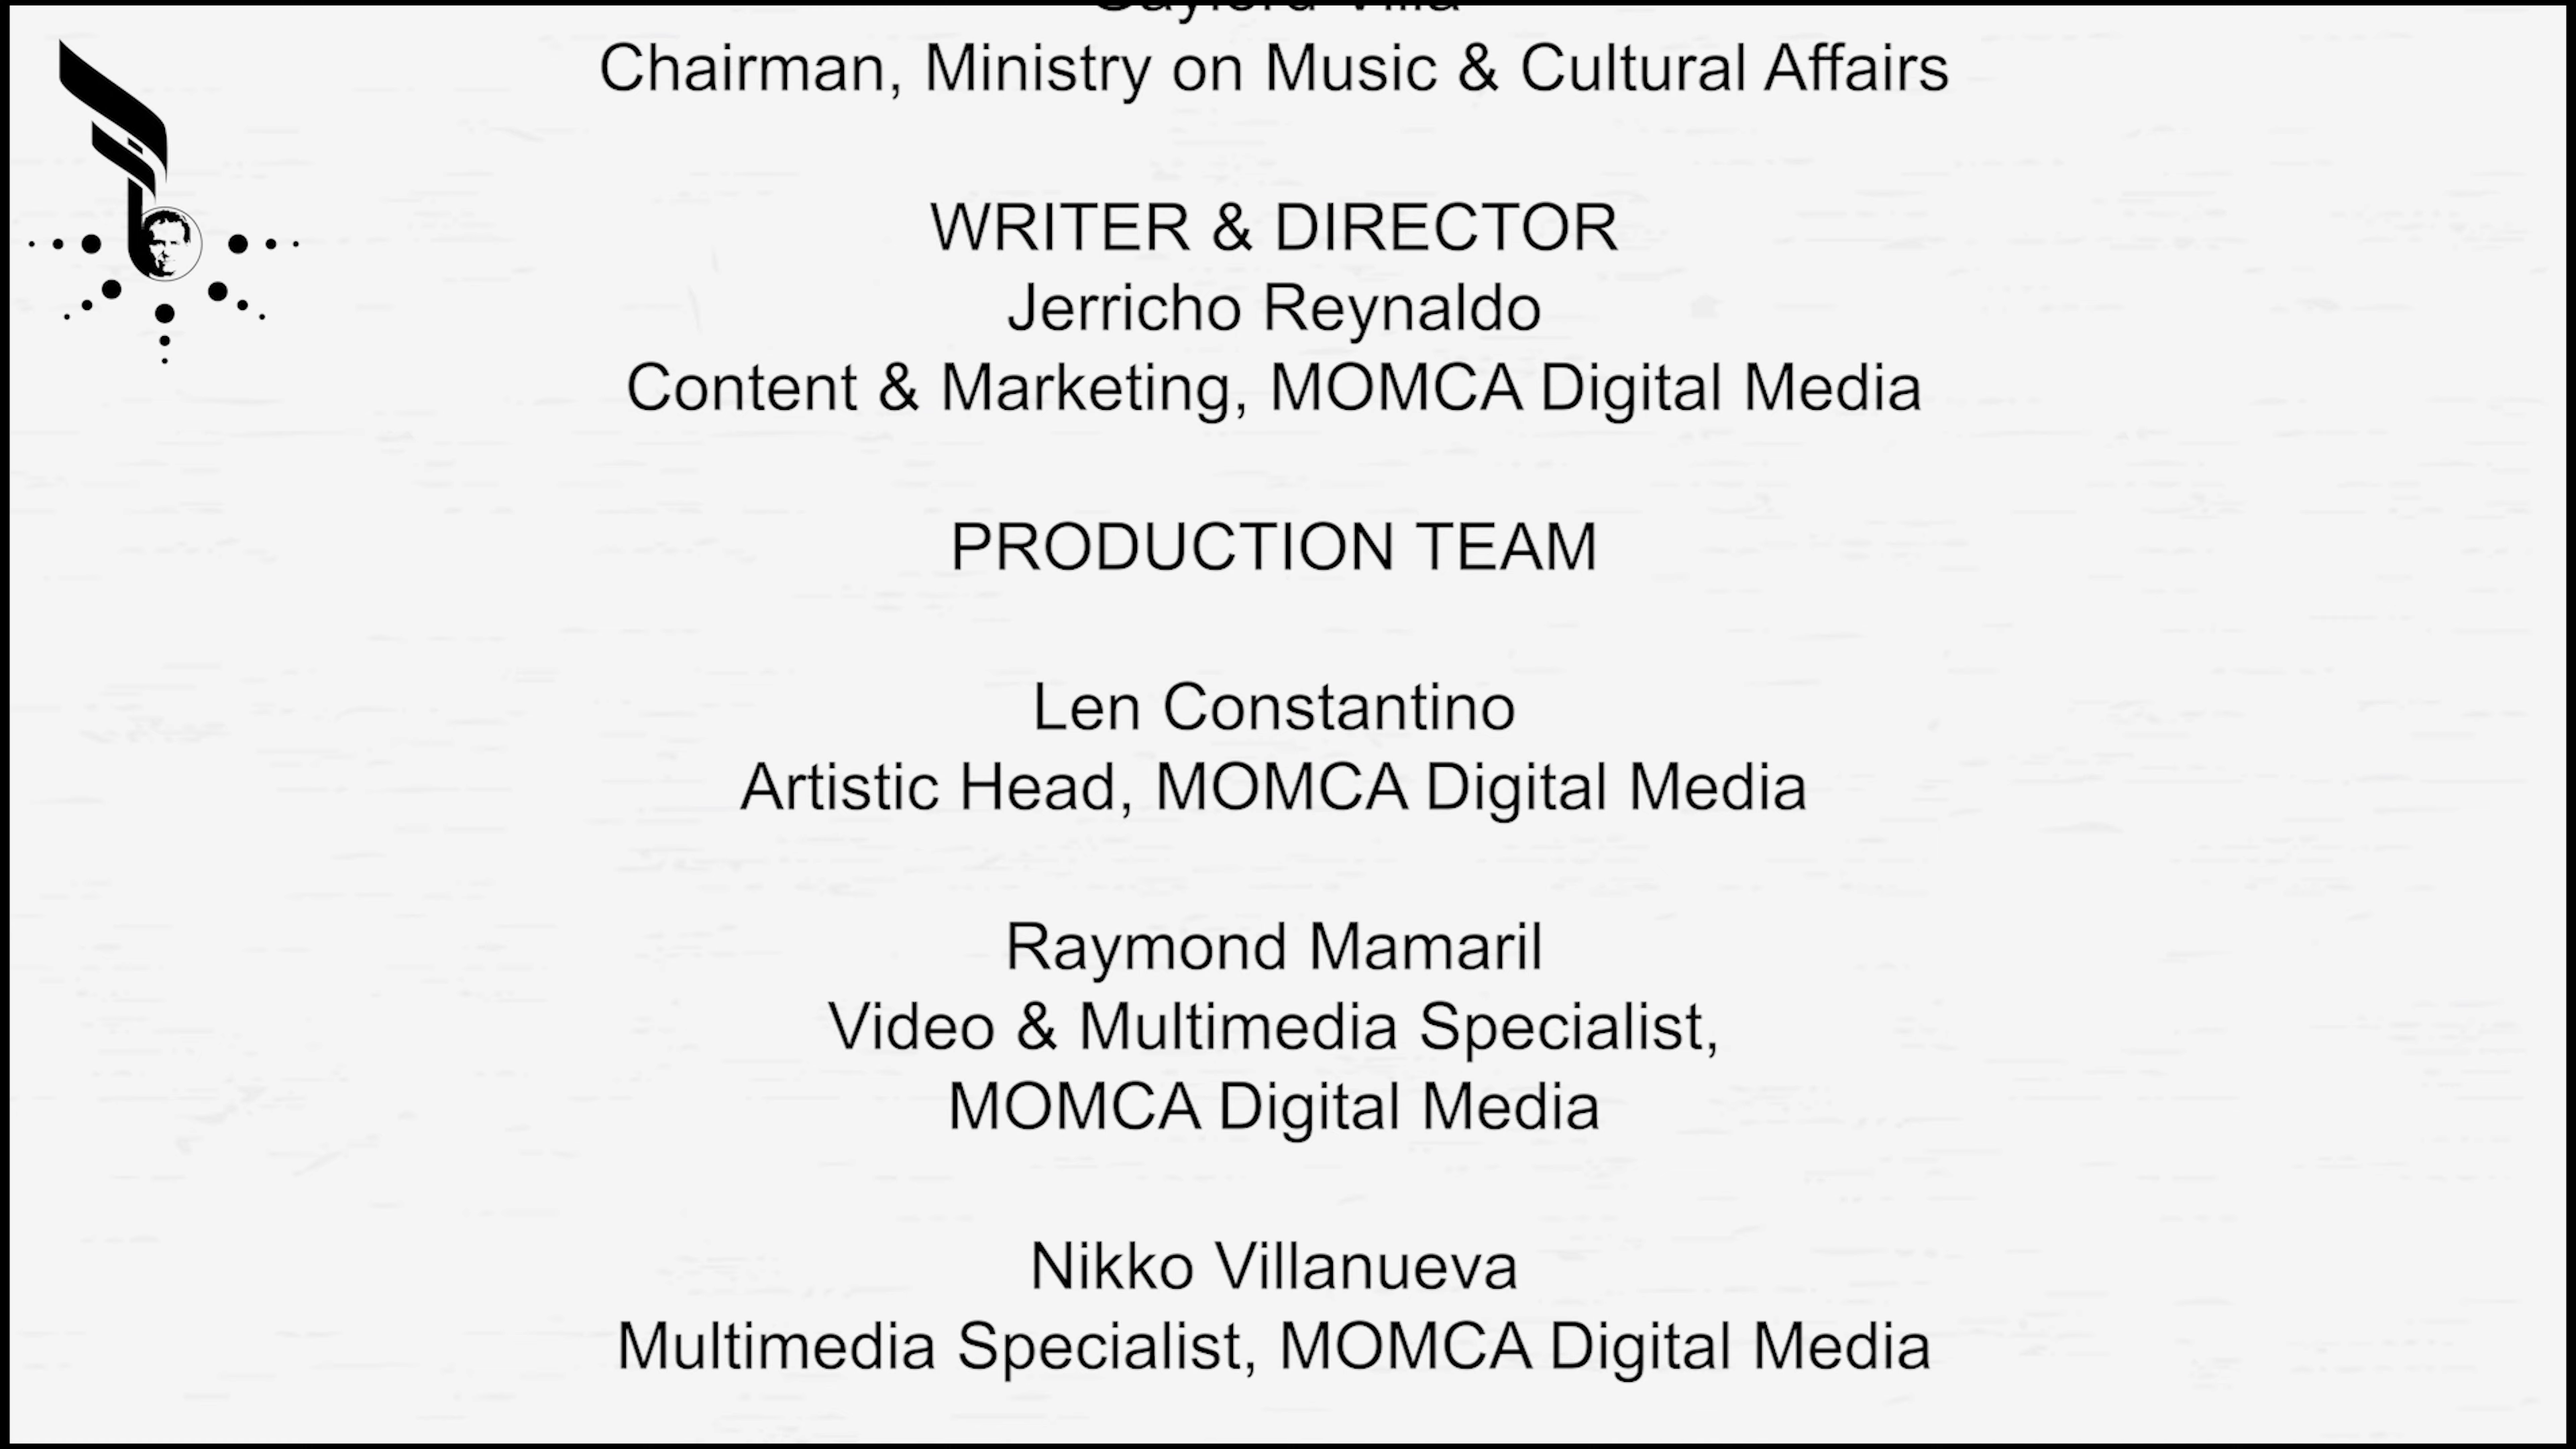 Chairman, Ministry on Music & Cultural Affairs
WRITER & DIRECTOR
Jerricho Reynaldo
Content & Marketing, MOMCA Digital Media
PRODUCTION TEAM
Len Constantino
Artistic Head, MOMCA Digital Media
Raymond Mamaril
Video & Multimedia Specialist,
MOMCA Digital Media
Nikko Villanueva
Multimedia Specialist, MOMCA Digital Media